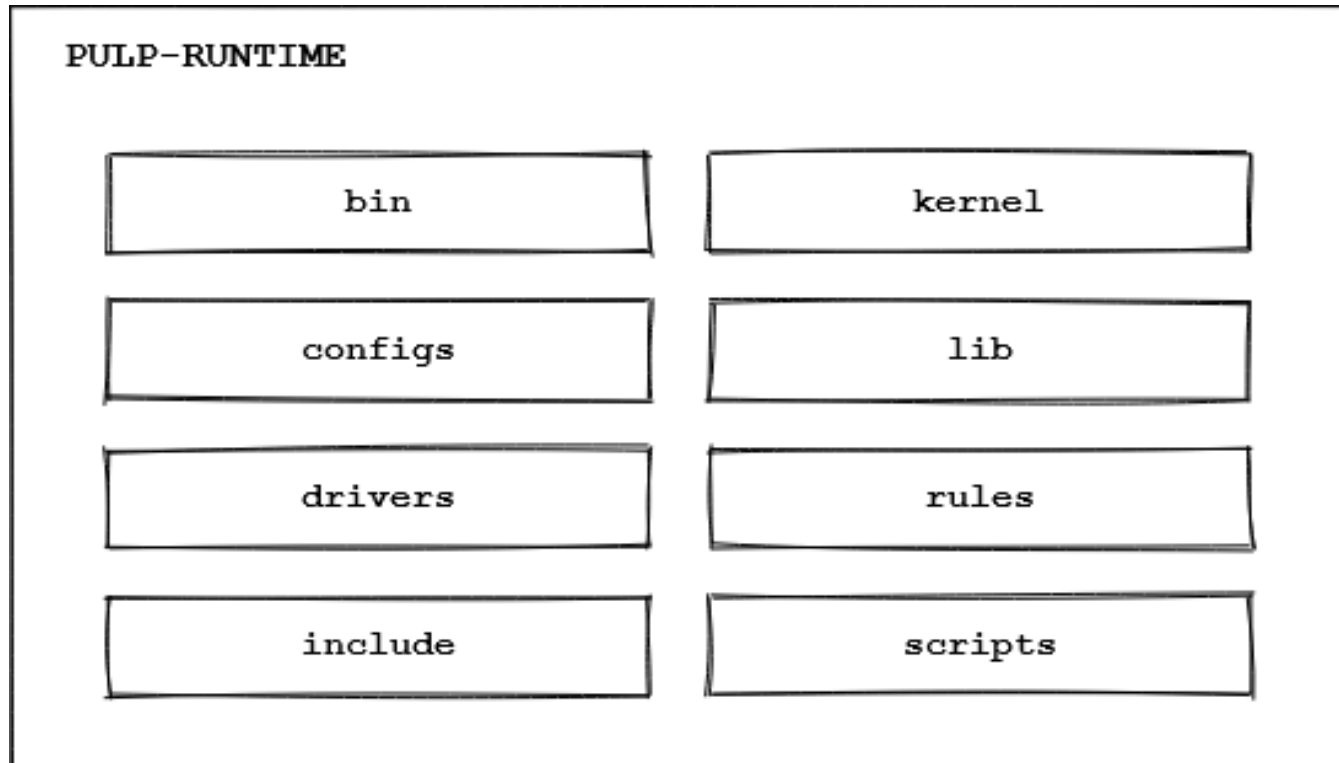 PULP-RUNTIME
bin
kernel
configs
lib
drivers
rules
include
scripts